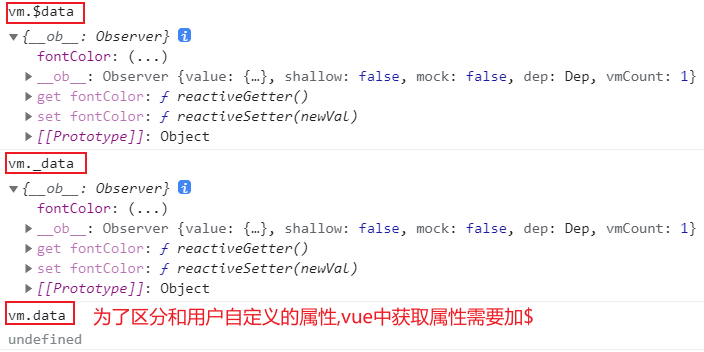 vm.$data
▼{__ob__: Observer} i
fontColor: (...)
▶ __ob__: Observer {value: {…}, shallow: false, mock: false, dep: Dep, vmCount: 1}
▶ get fontColor: ƒ reactiveGetter()
▶ set fontColor: ƒ reactiveSetter(newVal)
▶ [[Prototype]]: Object
vm._data
▼{__ob__: Observer} i
fontColor: (...)
▶ __ob__: Observer {value: {…}, shallow: false, mock: false, dep: Dep, vmCount: 1}
▶ get fontColor: ƒ reactiveGetter()
▶ set fontColor: ƒ reactiveSetter(newVal)
▶ [[Prototype]]: Object
vm.data 为了区分和用户自定义的属性,vue中获取属性需要加$
undefined